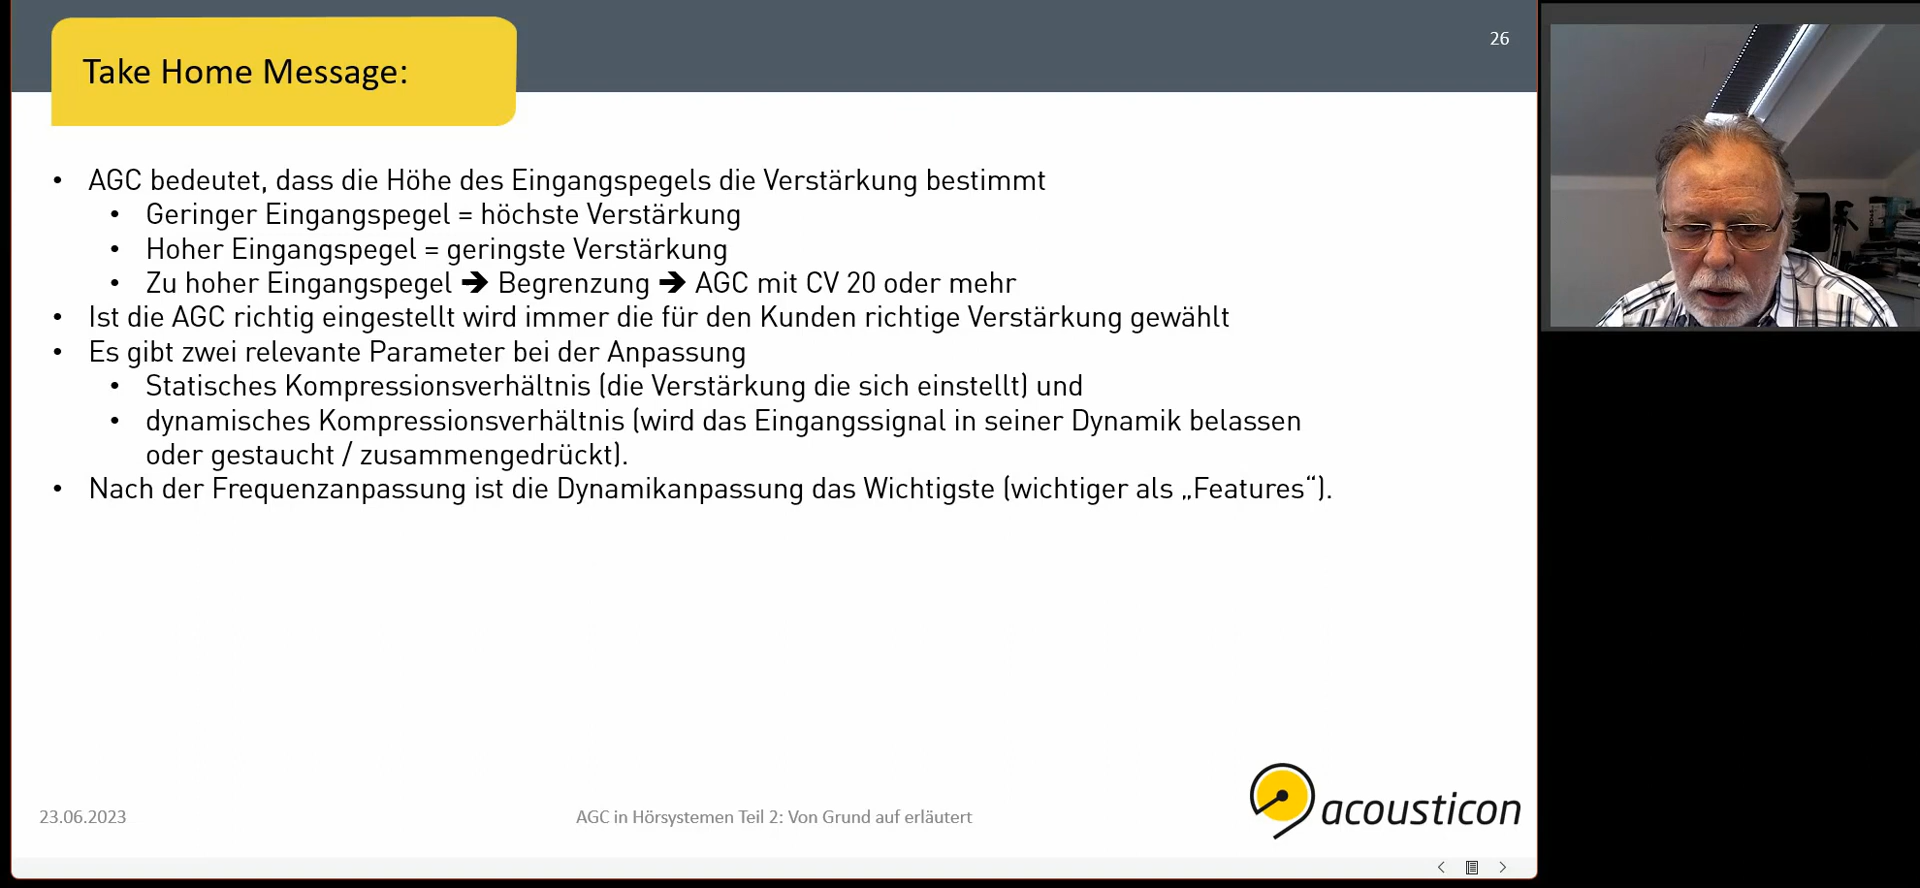 26
Take Home Message:
• AGC bedeutet, dass die Höhe des Eingangspegels die Verstärkung bestimmt
• Geringer Eingangspegel = höchste Verstärkung
• Hoher Eingangspegel = geringste Verstärkung
• Zu hoher Eingangspegel ➔ Begrenzung ➔ AGC mit CV 20 oder mehr
• Ist die AGC richtig eingestellt wird immer die für den Kunden richtige Verstärkung gewählt
• Es gibt zwei relevante Parameter bei der Anpassung
• Statisches Kompressionsverhältnis (die Verstärkung die sich einstellt) und
• dynamisches Kompressionsverhältnis (wird das Eingangssignal in seiner Dynamik belassen
oder gestaucht / zusammengedrückt).
• Nach der Frequenzanpassung ist die Dynamikanpassung das Wichtigste (wichtiger als „Features“).
23.06.2023
AGC in Hörsystemen Teil 2: Von Grund auf erläutert
acousticon